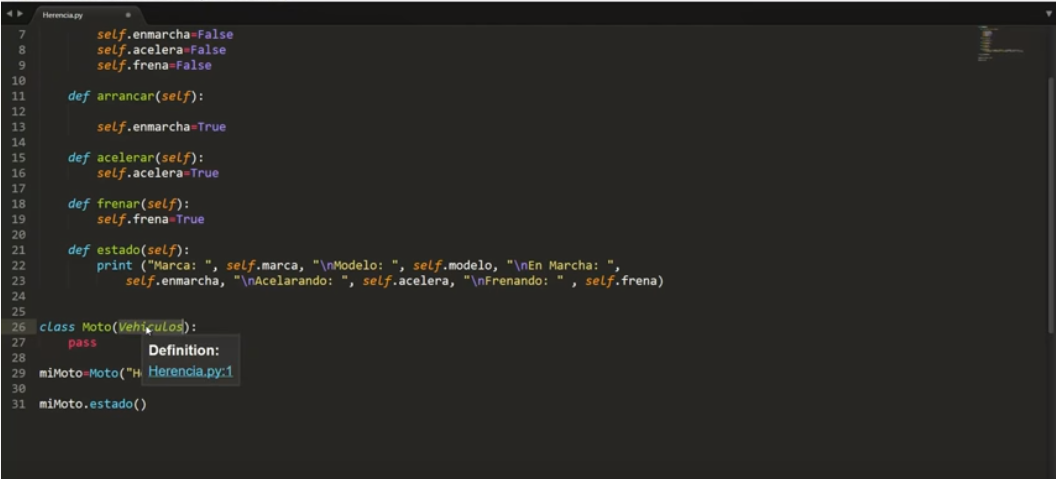 Herencia.py
7 self.enmarcha=False
8 self.acelera=False
9 self.frena=False
10
11 def arrancar(self):
12
13 self.enmarcha=True
14
15 def acelerar(self):
16 self.acelera=True
17
18 def frenar(self):
19 self.frena=True
20
21 def estado(self):
22 print ("Marca: ", self.marca, "\nModelo: ", self.modelo, "\nEn Marcha: ",
23 self.enmarcha, "\nAcelarando: ", self.acelera, "\nFrenando: " , self.frena)
24
25
26 class Moto(Vehiculos):
27 pass
Definition:
28
29 miMoto=Moto("H
Herencia.py:1
30
31 miMoto.estado()